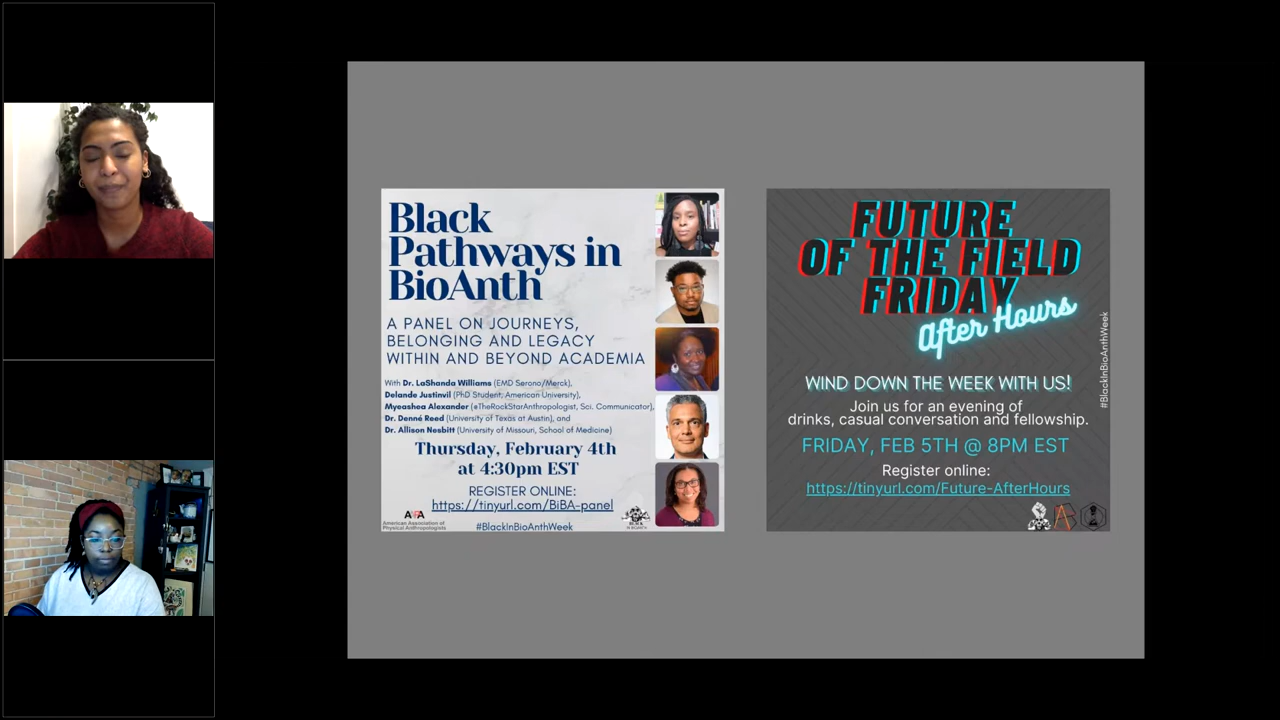 Black
Pathways in
BioAnth
A PANEL ON JOURNEYS,
BELONGING AND LEGACY
WITHIN AND BEYOND ACADEMIA
With Dr. LaShanda Williams (EMD Serono/Merck),
Delande Justinvil (PhD Student, American University),
Myeashea Alexander (@TheRockStarAnthropologist, Sci. Communicator),
Dr. Denné Reed (University of Texas at Austin), and
Dr. Allison Nesbitt (University of Missouri, School of Medicine)
Thursday, February 4th
at 4:30pm EST
REGISTER ONLINE:
https://tinyurl.com/BiBA-panel
American Association of
Physical Anthropologists
#BlackInBioAnthWeek
FUTURE
OF THE FIELD
FRIDAY
After Hours
WIND DOWN THE WEEK WITH US!
Join us for an evening of
drinks, casual conversation and fellowship.
FRIDAY, FEB 5TH @ 8PM EST
Register online:
https://tinyurl.com/Future-AfterHours
#BlackInBioAnthWeek